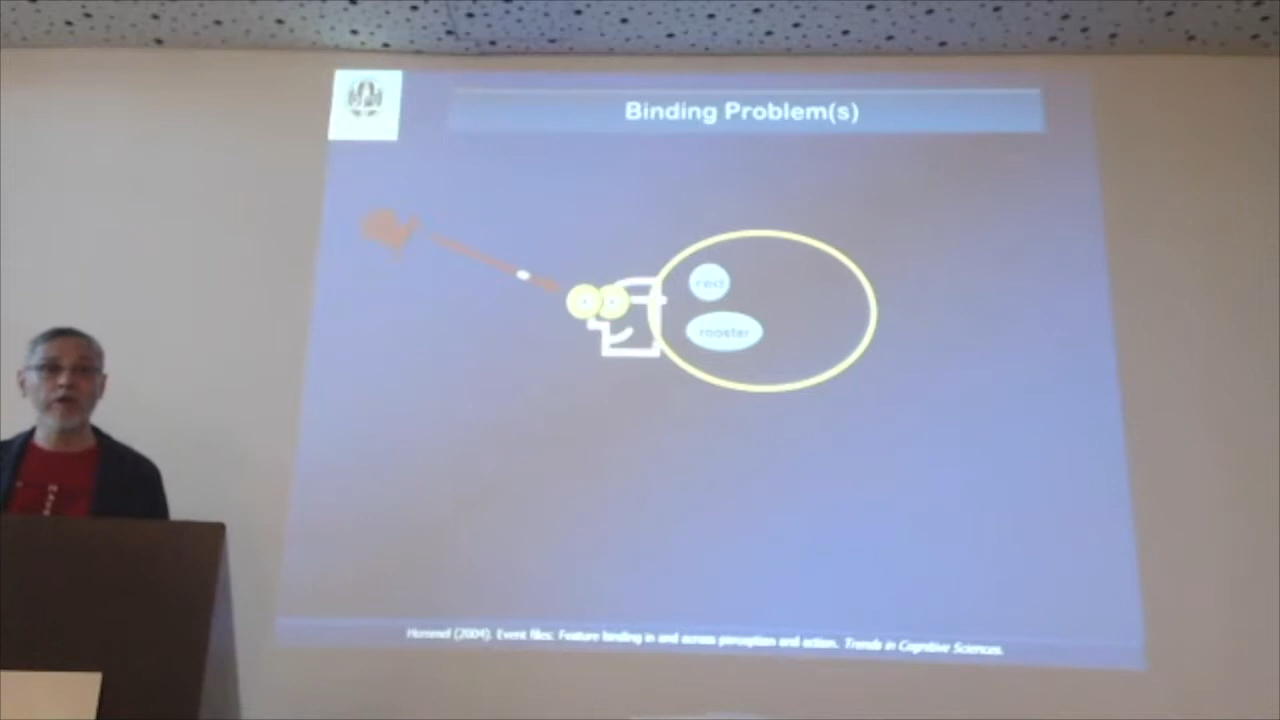 Binding Problem(s)
red
rooster
Hommel (2004). Event files: Feature binding in and across perception and action. Trends in Cognitive Sciences.